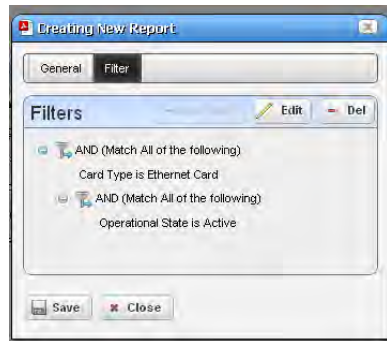 Creating New Report
General Filter
Filters Edit Del
AND (Match All of the following)
Card Type is Ethernet Card
AND (Match All of the following)
Operational State is Active
Save Close